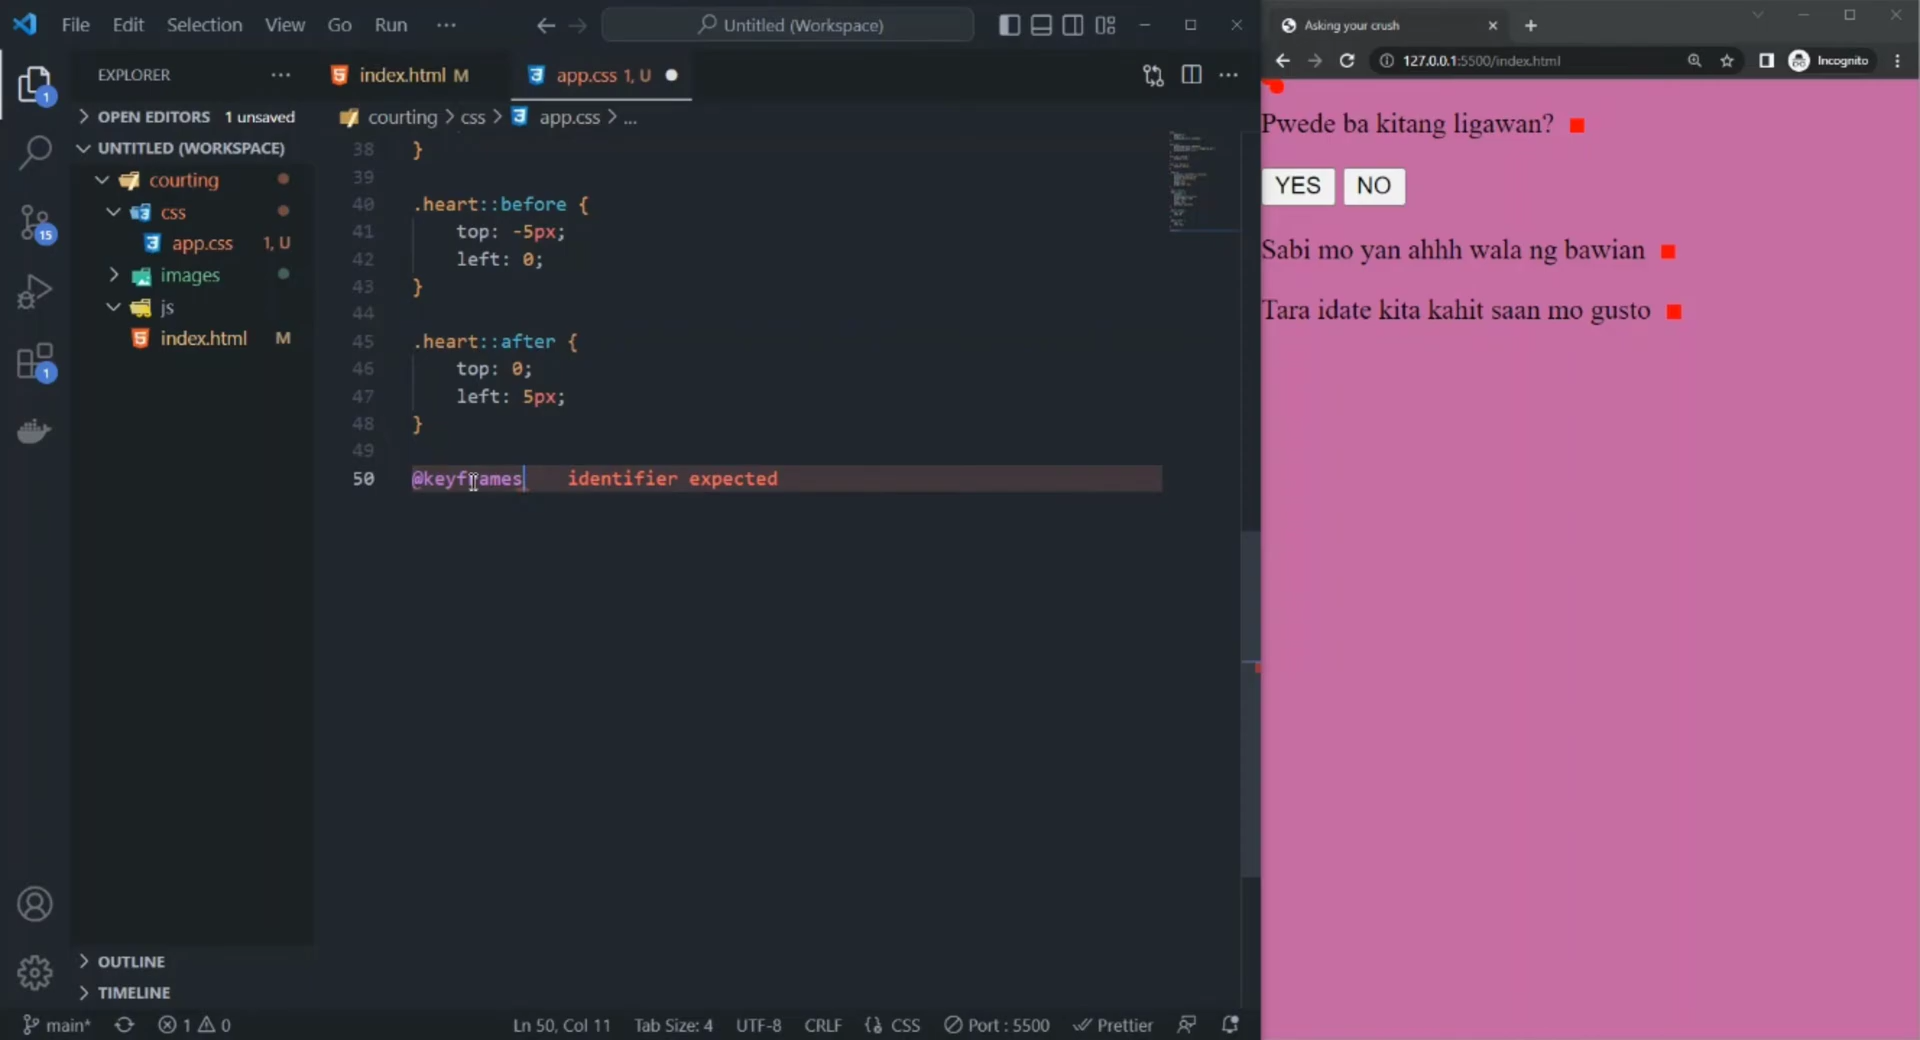 File Edit Selection View Go Run ···
Untitled (Workspace)
EXPLORER ···
OPEN EDITORS 1 unsaved
UNTITLED (WORKSPACE)
courting
css
app.css 1, U
images
js
index.html M
OUTLINE
TIMELINE
1
15
1
index.html M
app.css 1, U
courting > css > app.css > ...
38 }
39
40 .heart::before {
41 top: -5px;
42 left: 0;
43 }
44
45 .heart::after {
46 top: 0;
47 left: 5px;
48 }
49
50 @keyframes identifier expected
main* 1 0 Ln 50, Col 11 Tab Size: 4 UTF-8 CRLF {} CSS Port : 5500 Prettier
Asking your crush
127.0.0.1:5500/index.html Incognito
Pwede ba kitang ligawan?
YES NO
Sabi mo yan ahhh wala ng bawian
Tara idate kita kahit saan mo gusto